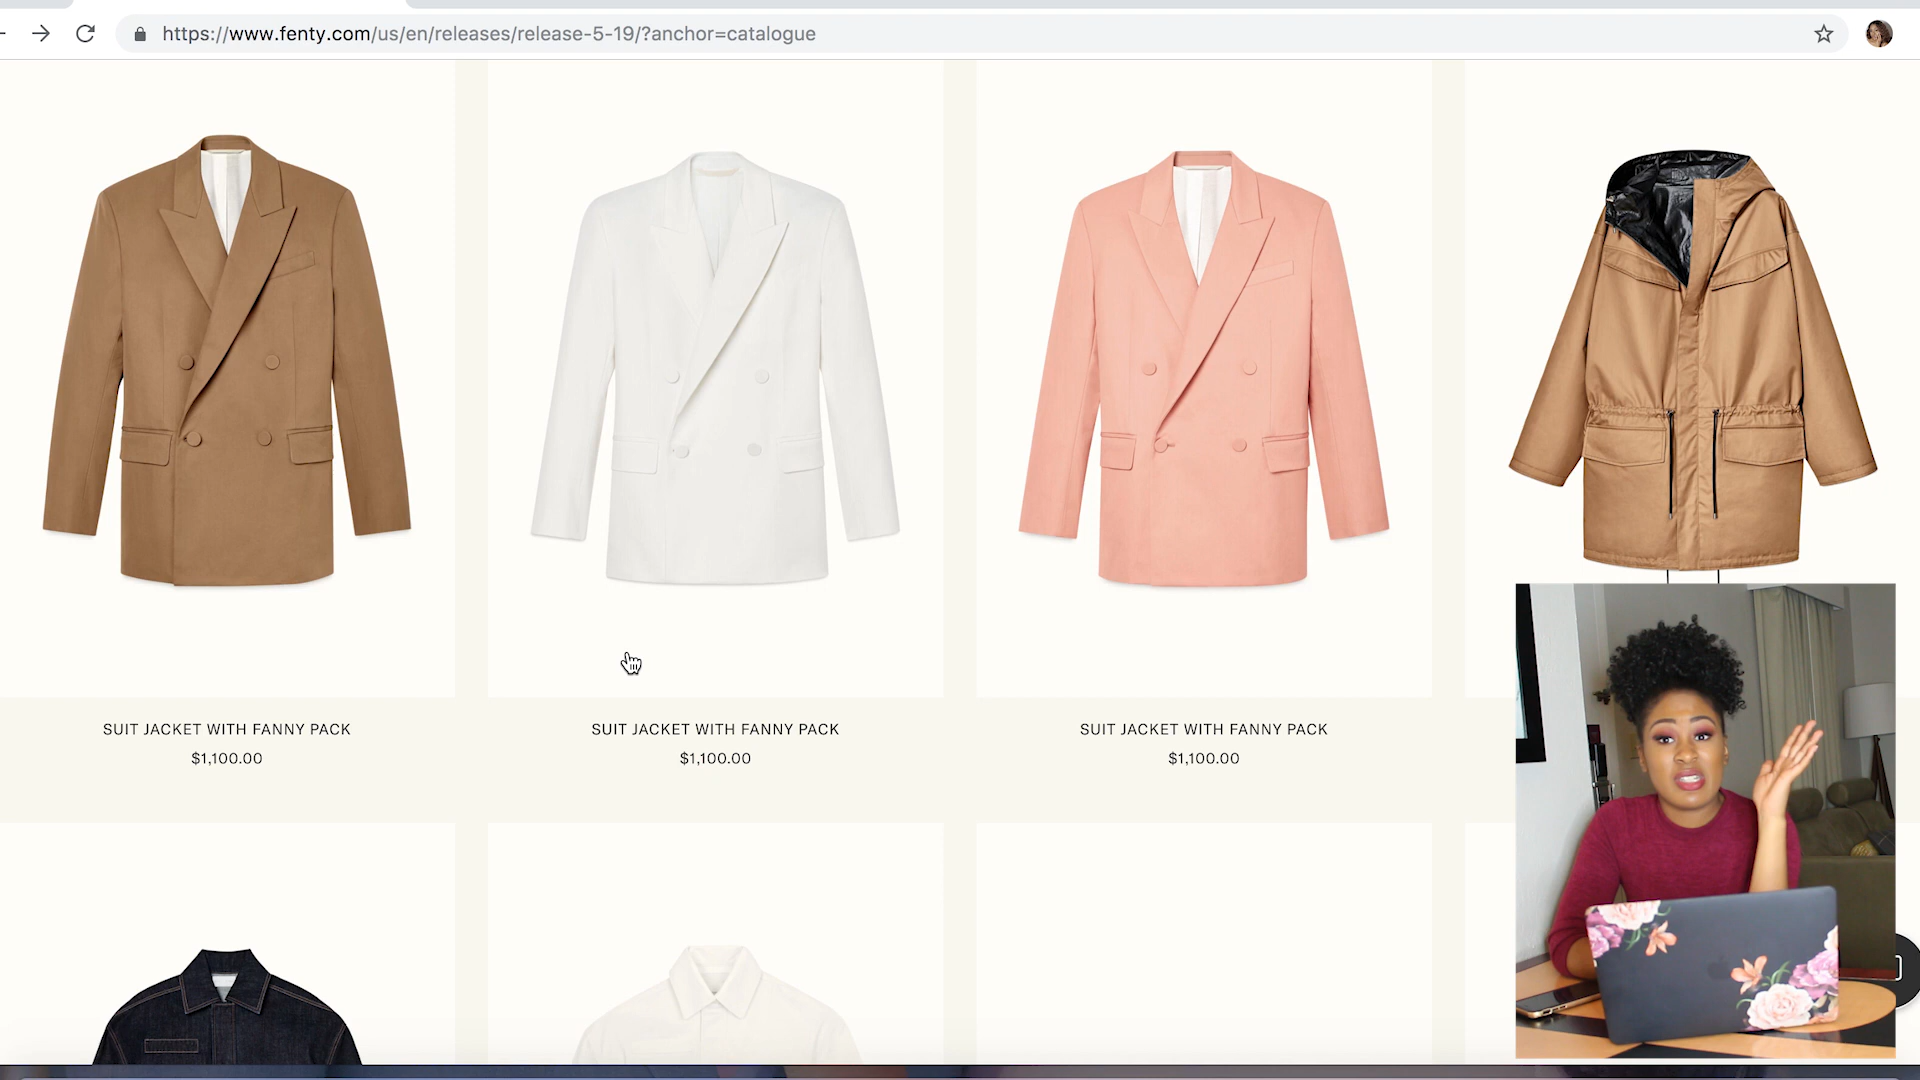 https://www.fenty.com/us/en/releases/release-5-19/?anchor=catalogue
SUIT JACKET WITH FANNY PACK
$1,100.00
SUIT JACKET WITH FANNY PACK
$1,100.00
SUIT JACKET WITH FANNY PACK
$1,100.00